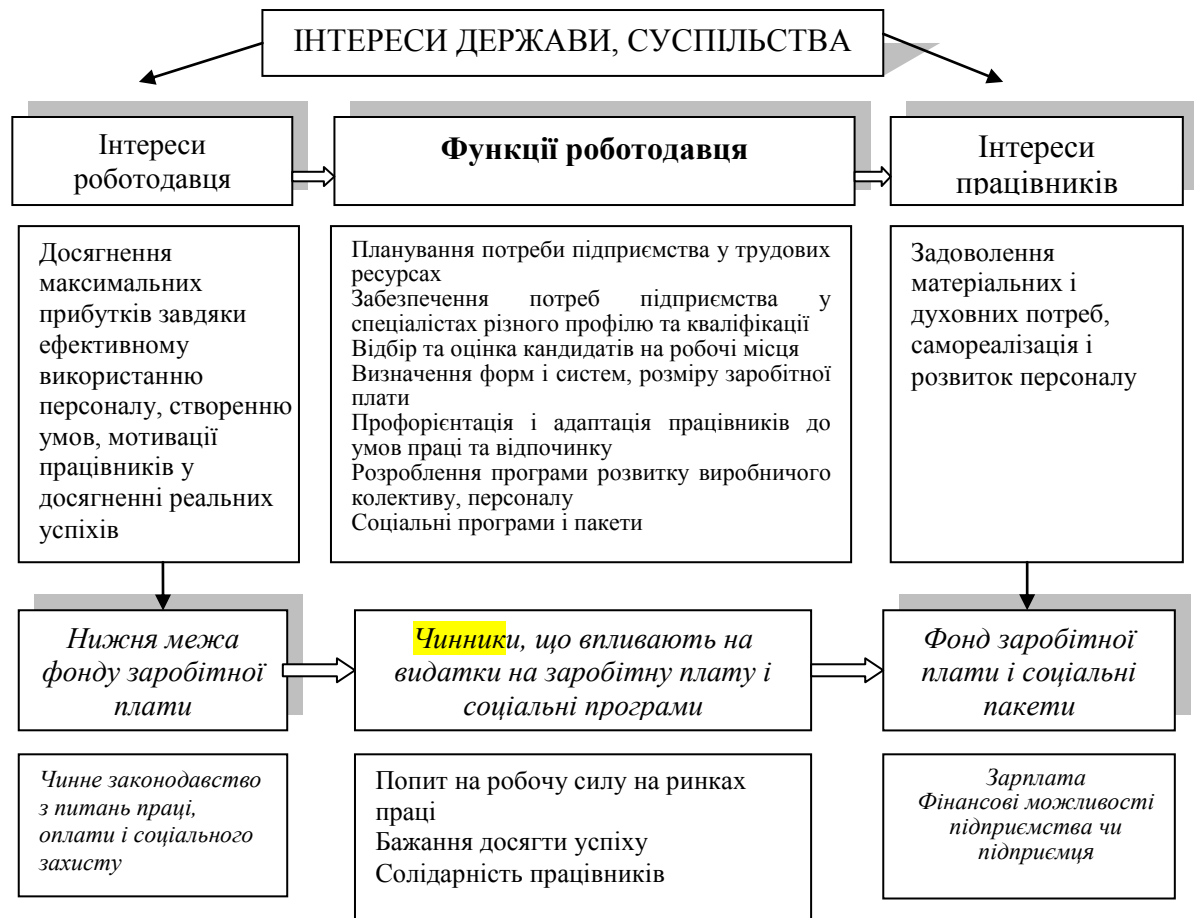 ІНТЕРЕСИ ДЕРЖАВИ, СУСПІЛЬСТВА
Інтереси
роботодавця
Функції роботодавця
Інтереси
працівників
Досягнення
максимальних
прибутків завдяки
ефективному
використанню
персоналу, створенню
умов, мотивації
працівників у
досягненні реальних
успіхів
Планування потреби підприємства у трудових
ресурсах
Забезпечення потреб підприємства у
спеціалістах різного профілю та кваліфікації
Відбір та оцінка кандидатів на робочі місця
Визначення форм і систем, розміру заробітної
плати
Профорієнтація і адаптація працівників до
умов праці та відпочинку
Розроблення програми розвитку виробничого
колективу, персоналу
Соціальні програми і пакети
Задоволення
матеріальних і
духовних потреб,
самореалізація і
розвиток персоналу
Нижня межа
фонду заробітної
плати
Чинники, що впливають на
видатки на заробітну плату і
соціальні програми
Фонд заробітної
плати і соціальні
пакети
Чинне законодавство
з питань праці,
оплати і соціального
захисту
Попит на робочу силу на ринках
праці
Бажання досягти успіху
Солідарність працівників
Зарплата
Фінансові можливості
підприємства чи
підприємця